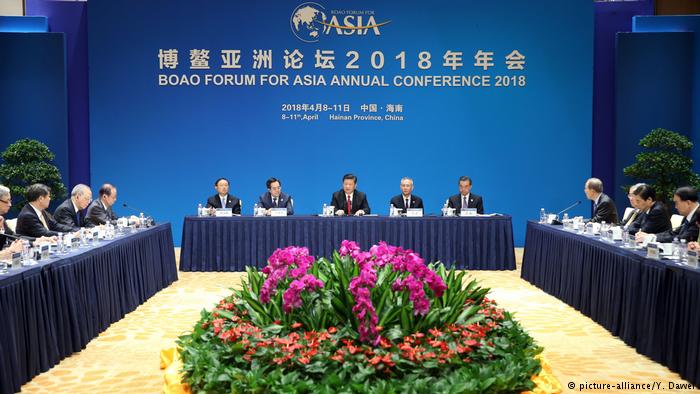 BOAO FORUM FOR
ASIA
博鳌亚洲论坛2018年年会
BOAO FORUM FOR ASIA ANNUAL CONFERENCE 2018
2018年4月8-11日 中国·海南
8-11th,April Hainan Province, China
© picture-alliance/Y. Dawei